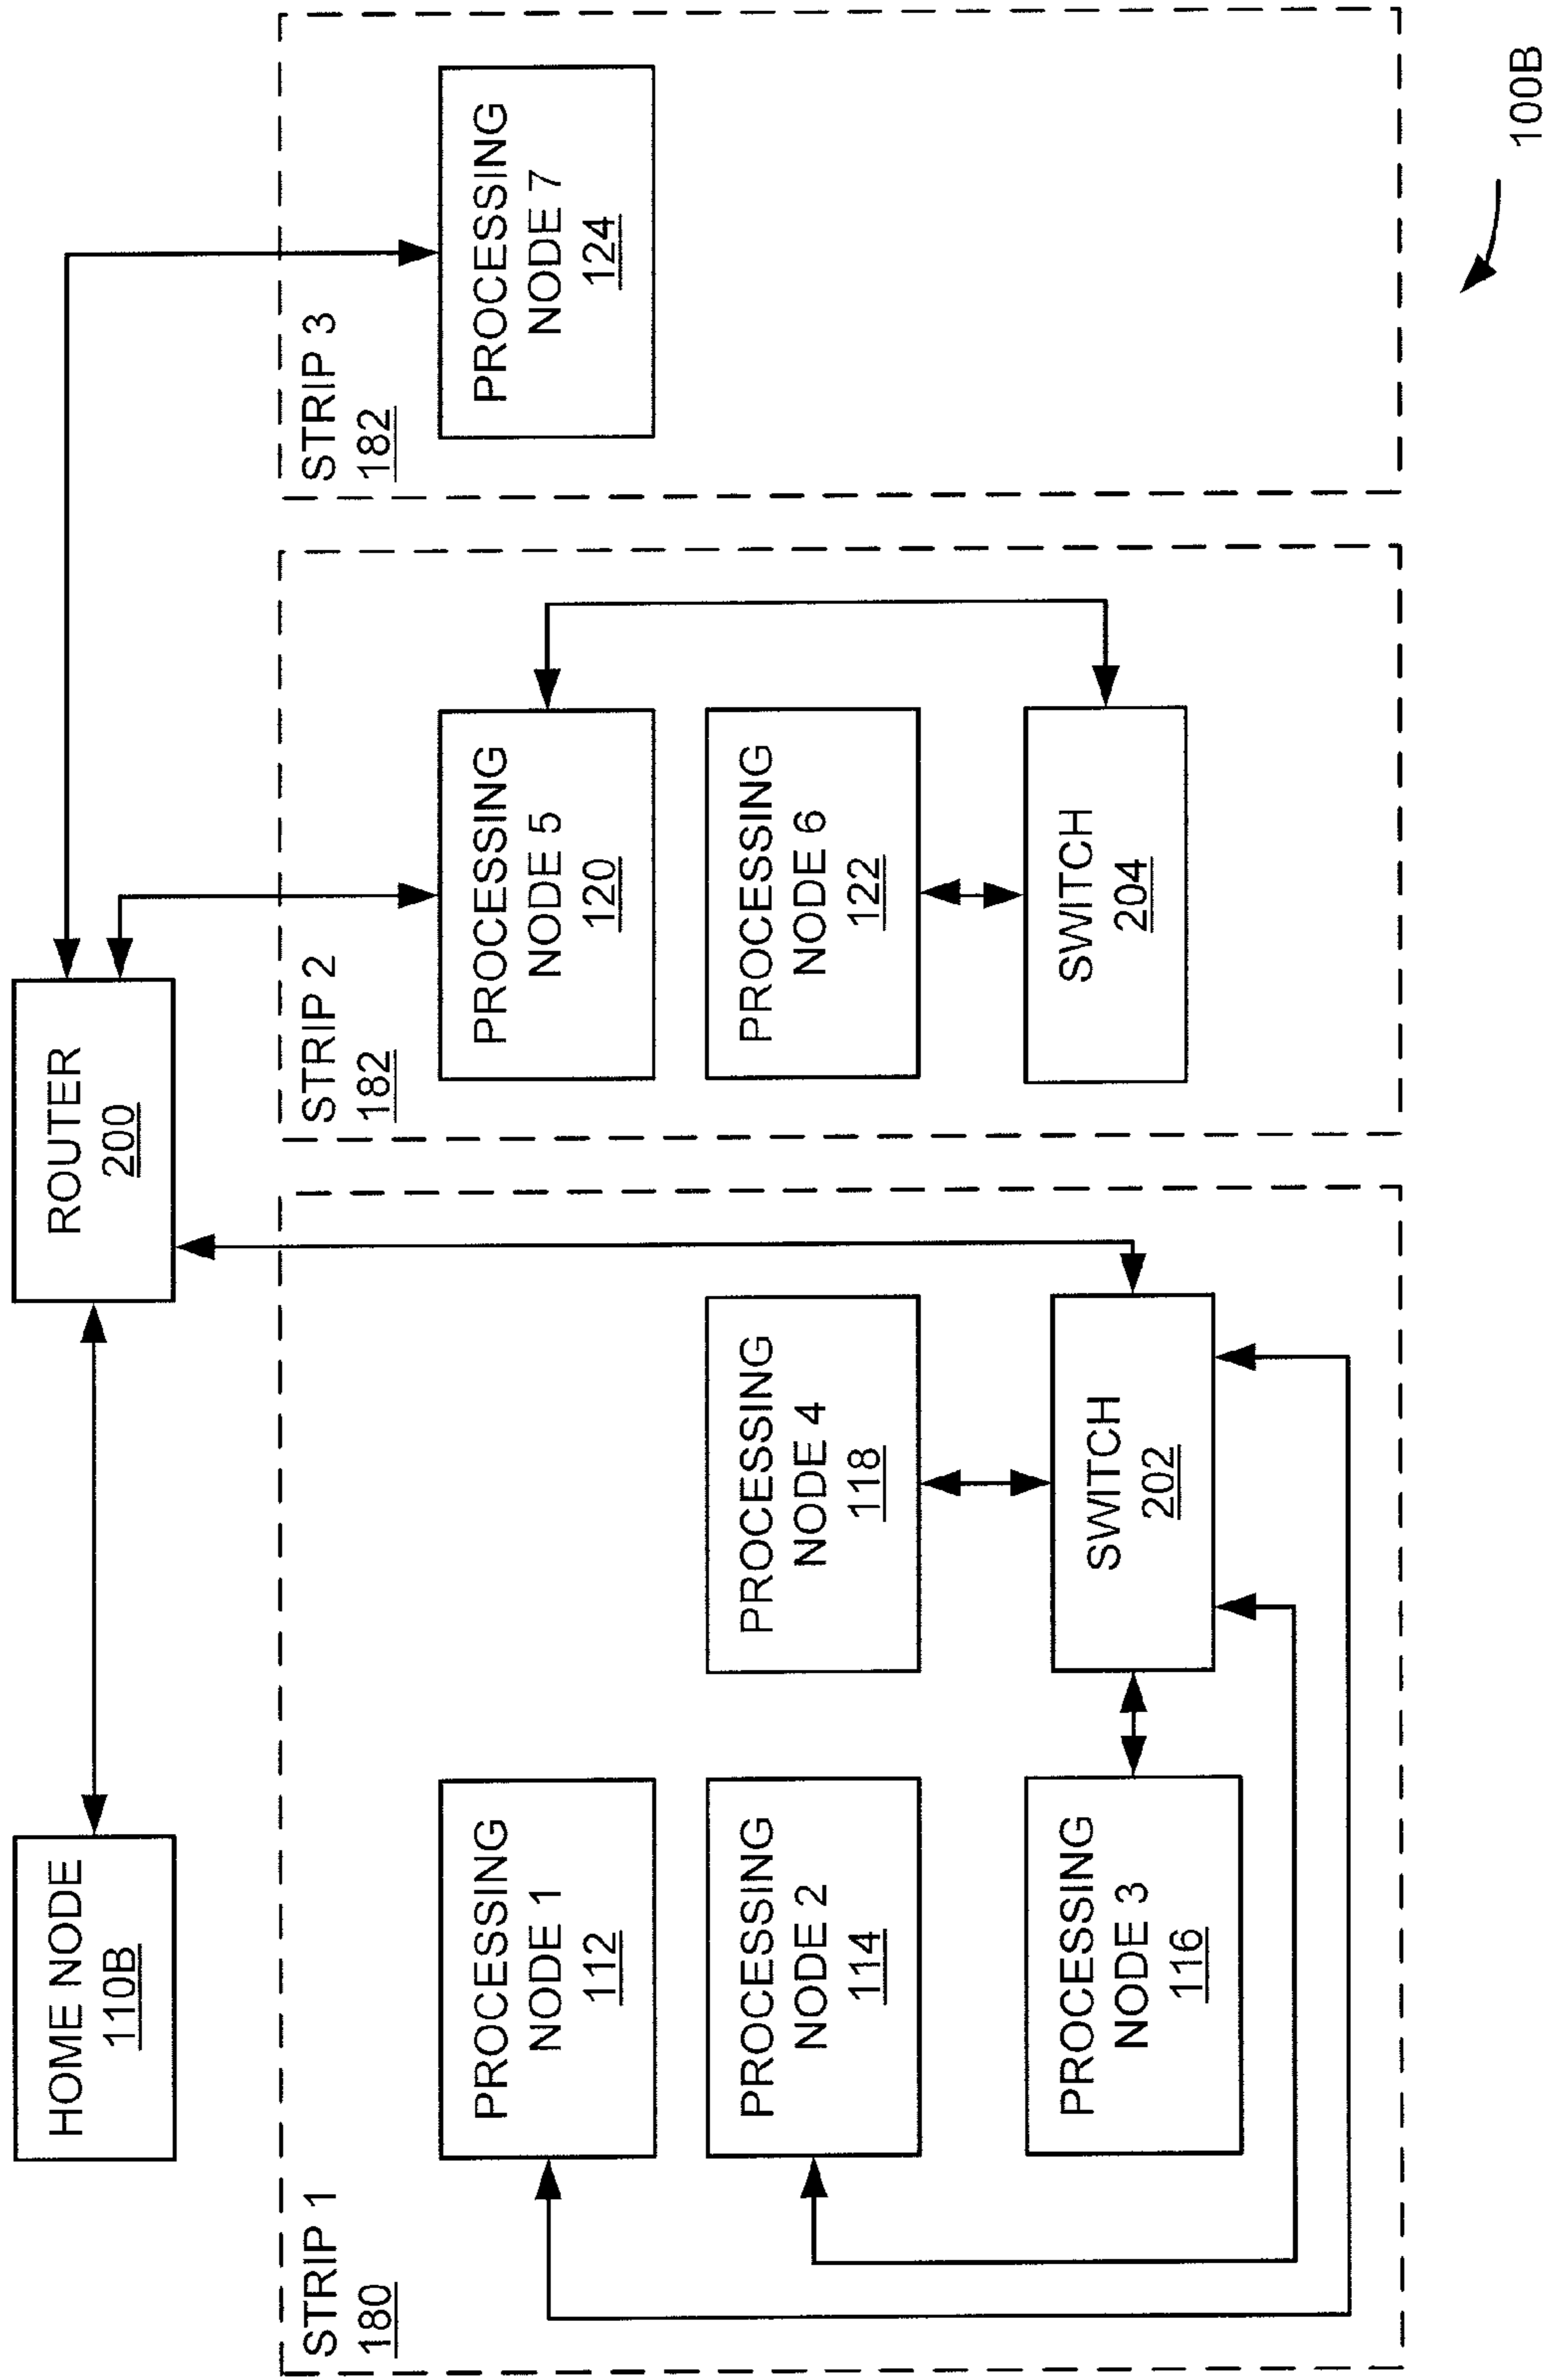 HOME NODE
110B
ROUTER
200
STRIP 1
180
PROCESSING
NODE 1
112
PROCESSING
NODE 2
114
PROCESSING
NODE 3
116
PROCESSING
NODE 4
118
SWITCH
202
STRIP 2
182
PROCESSING
NODE 5
120
PROCESSING
NODE 6
122
SWITCH
204
STRIP 3
182
PROCESSING
NODE 7
124
100B